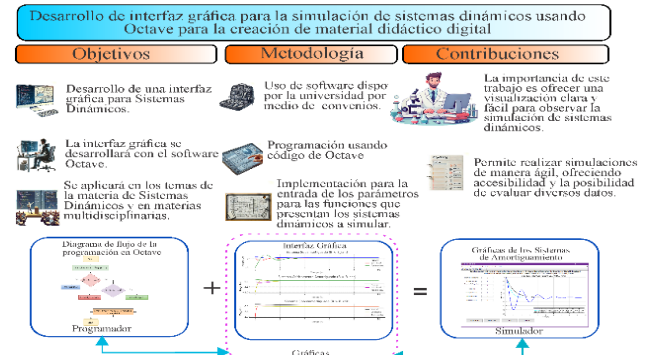 Desarrollo de interfaz gráfica para la simulación de sistemas dinámicos usando
Octave para la creación de material didáctico digital
Objetivos
Metodología
Contribuciones
Desarrollo de una interfaz
gráfica para Sistemas
Dinámicos.
La interfaz gráfica se
desarrollará con el software
Octave.
Se aplicará en los temas de
la materia de Sistemas
Dinámicos y en materias
multidisciplinarias.
Uso de software dispo
por la universidad por
medio de convenios.
Programación usando
código de Octave
Implementación para la
entrada de los parámetros
para las funciones que
presentan los sistemas
dinámicos a simular.
La importancia de este
trabajo es ofrecer una
visualización clara y
fácil para observar la
simulación de sistemas
dinámicos.
Permite realizar simulaciones
de manera ágil, ofreciendo
accesibilidad y la posibilidad
de evaluar diversos datos.
Diagrama de flujo de la
programación en Octave
Programador
+
Interfaz Gráfica
=
Gráficas de los Sistemas
de Amortiguamiento
Simulador
Gráficas